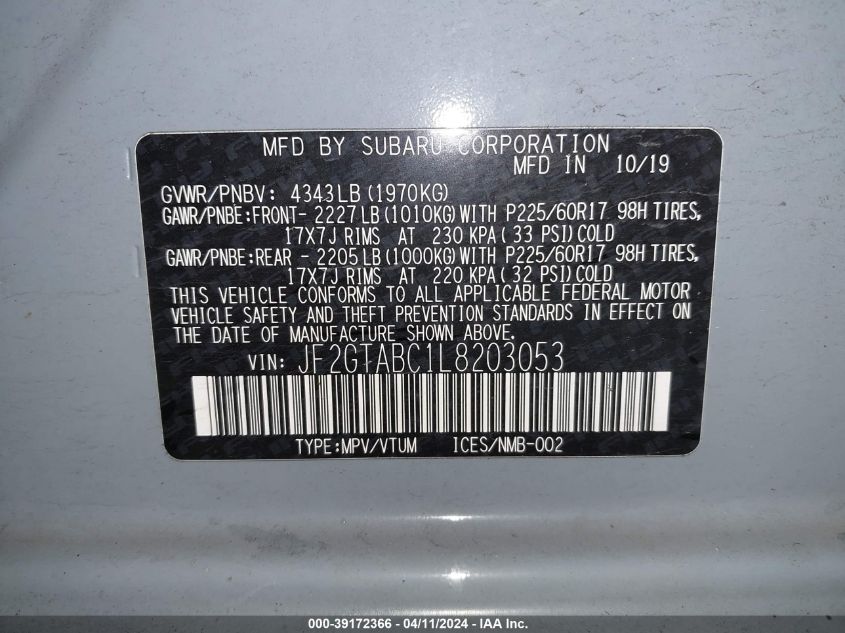 MFD BY SUBARU CORPORATION
MFD IN 10/19
GVWR/PNBV: 4343LB (1970KG)
GAWR/PNBE:FRONT- 2227LB (1010KG) WITH P225/60R17 98H TIRES,
17X7J RIMS AT 230 KPA (33 PSI) COLD
GAWR/PNBE:REAR - 2205LB (1000KG) WITH P225/60R17 98H TIRES,
17X7J RIMS AT 220 KPA (32 PSI) COLD
THIS VEHICLE CONFORMS TO ALL APPLICABLE FEDERAL MOTOR
VEHICLE SAFETY AND THEFT PREVENTION STANDARDS IN EFFECT ON
THE DATE OF MANUFACTURE SHOWN ABOVE.
VIN: JF2GTABC1L8203053
TYPE:MPV/VTUM ICES/NMB-002
000-39172366 - 04/11/2024 - IAA Inc.